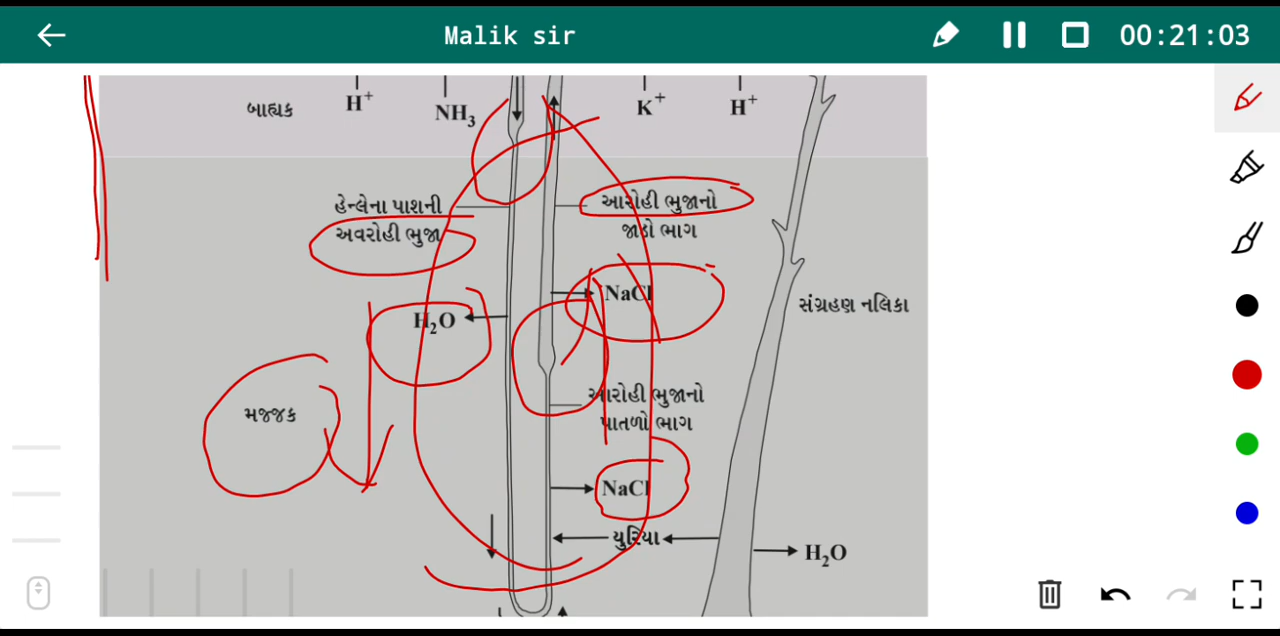 Malik sir
00:21:03
બાહ્યક
H⁺
NH₃
K⁺
H⁺
હેન્લેના પાશની
અવરોહી ભુજા
આરોહી ભુજાનો
જાડો ભાગ
NaCl
H₂O
સંગ્રહણ નલિકા
આરોહી ભુજાનો
પાતળો ભાગ
મજ્જક
NaCl
યુરિયા
H₂O